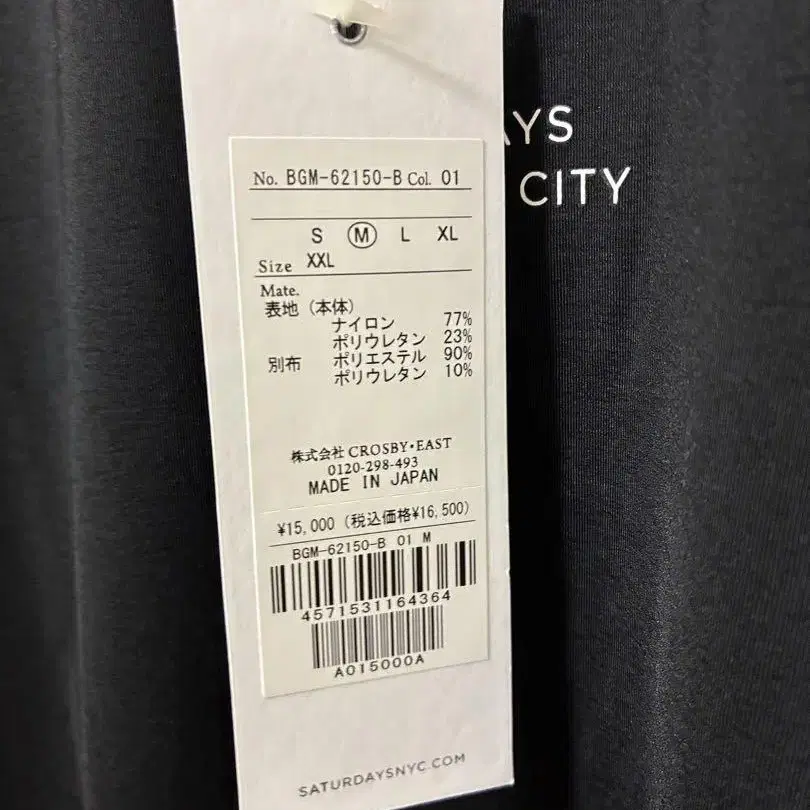 No. BGM-62150-B Col. 01
S M L XL
Size XXL
Mate.
表地 (本体)
ナイロン 77%
ポリウレタン 23%
別布 ポリエステル 90%
ポリウレタン 10%
株式会社 CROSBY・EAST
0120-298-493
MADE IN JAPAN
¥15,000 (税込価格¥16,500)
BGM-62150-B 01 M
4571531164364
A015000A
SATURDAYSNYC.COM
AYS
CITY